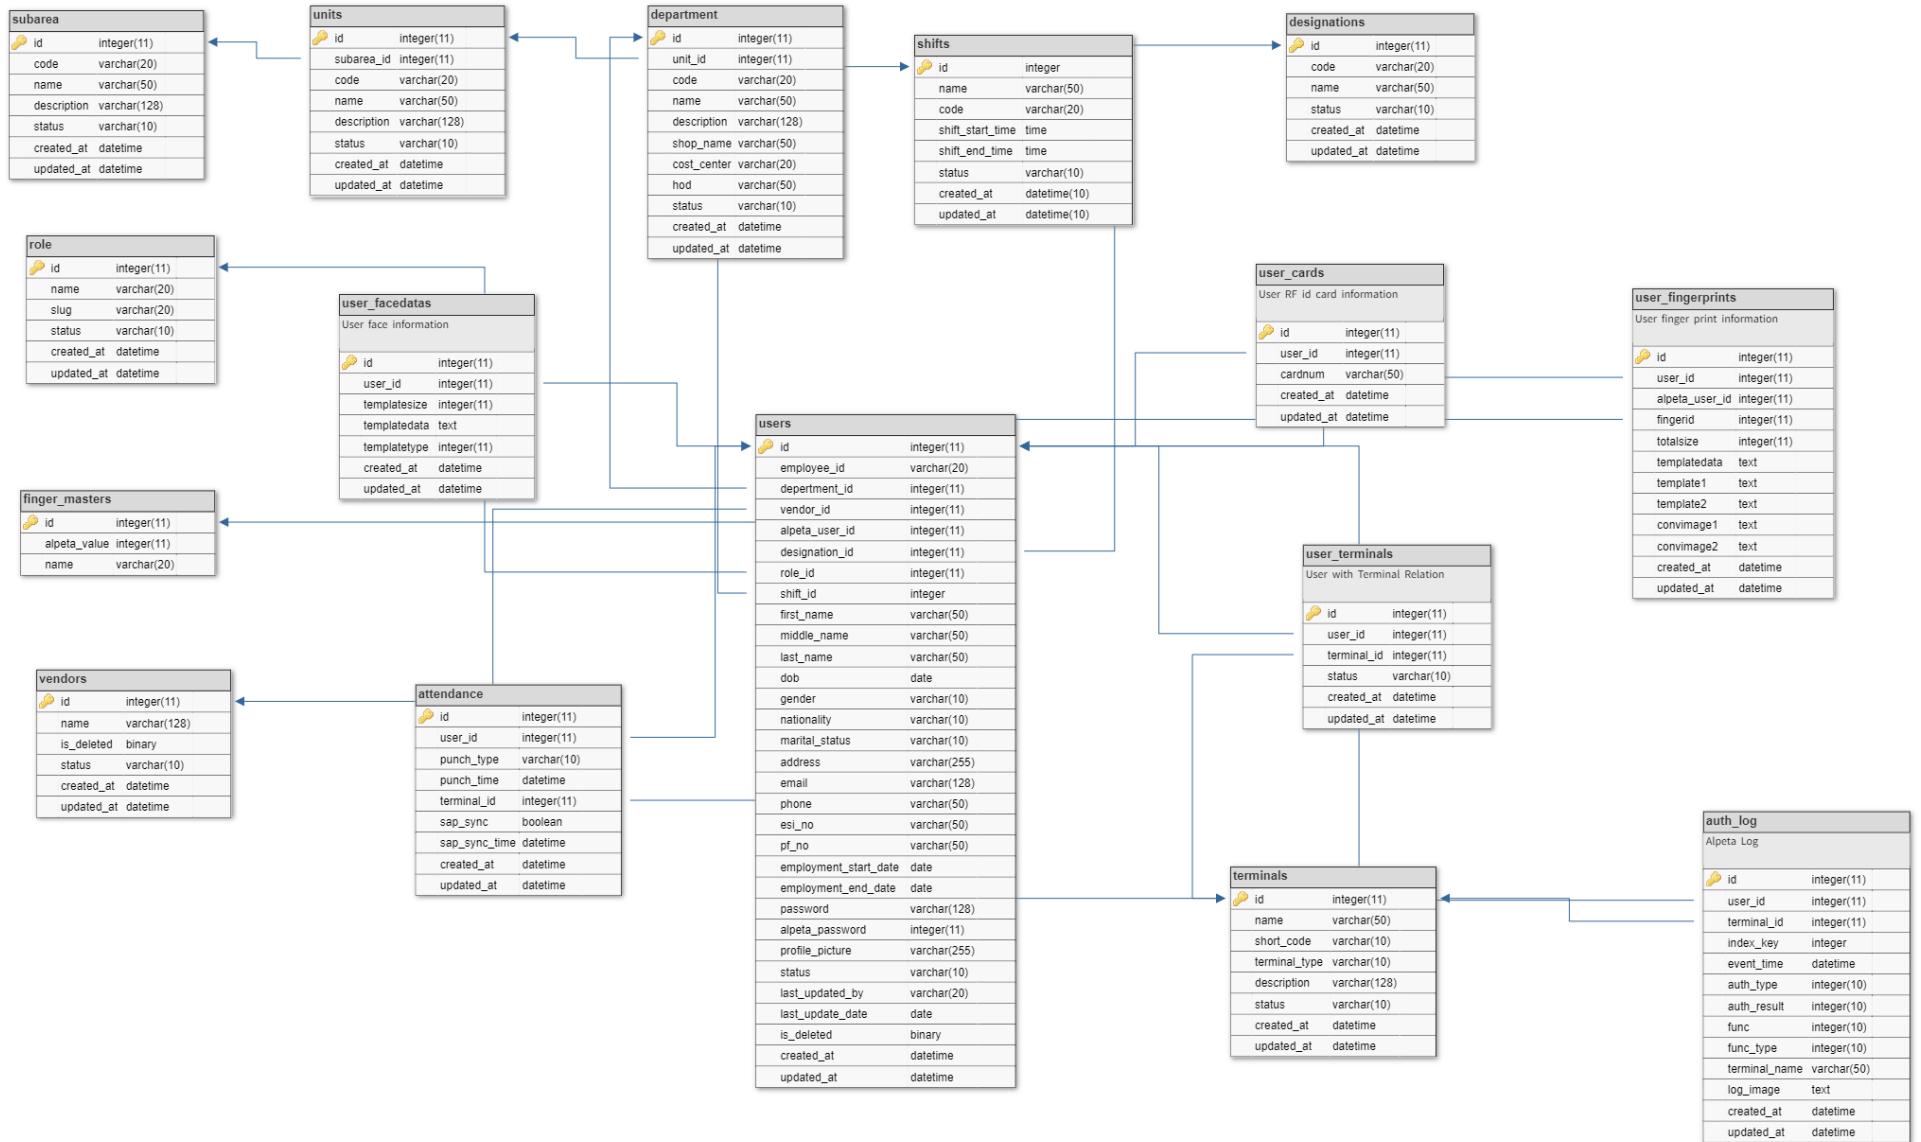 subarea
id integer(11)
code varchar(20)
name varchar(50)
description varchar(128)
status varchar(10)
created_at datetime
updated_at datetime
units
id integer(11)
subarea_id integer(11)
code varchar(20)
name varchar(50)
description varchar(128)
status varchar(10)
created_at datetime
updated_at datetime
department
id integer(11)
unit_id integer(11)
code varchar(20)
name varchar(50)
description varchar(128)
shop_name varchar(50)
cost_center varchar(20)
hod varchar(50)
status varchar(10)
created_at datetime
updated_at datetime
shifts
id integer
name varchar(50)
code varchar(20)
shift_start_time time
shift_end_time time
status varchar(10)
created_at datetime(10)
updated_at datetime(10)
designations
id integer(11)
code varchar(20)
name varchar(50)
status varchar(10)
created_at datetime
updated_at datetime
role
id integer(11)
name varchar(20)
slug varchar(20)
status varchar(10)
created_at datetime
updated_at datetime
user_facedatas
User face information
id integer(11)
user_id integer(11)
templatesize integer(11)
templatedata text
templatetype integer(11)
created_at datetime
updated_at datetime
user_cards
User RF id card information
id integer(11)
user_id integer(11)
cardnum varchar(50)
created_at datetime
updated_at datetime
user_fingerprints
User finger print information
id integer(11)
user_id integer(11)
alpeta_user_id integer(11)
fingerid integer(11)
totalsize integer(11)
templatedata text
template1 text
template2 text
convimage1 text
convimage2 text
created_at datetime
updated_at datetime
finger_masters
id integer(11)
alpeta_value integer(11)
name varchar(20)
users
id integer(11)
employee_id varchar(20)
depertment_id integer(11)
vendor_id integer(11)
alpeta_user_id integer(11)
designation_id integer(11)
role_id integer(11)
shift_id integer
first_name varchar(50)
middle_name varchar(50)
last_name varchar(50)
dob date
gender varchar(10)
nationality varchar(10)
marital_status varchar(10)
address varchar(255)
email varchar(128)
phone varchar(50)
esi_no varchar(50)
pf_no varchar(50)
employment_start_date date
employment_end_date date
password varchar(128)
alpeta_password integer(11)
profile_picture varchar(255)
status varchar(10)
last_updated_by varchar(20)
last_update_date date
is_deleted binary
created_at datetime
updated_at datetime
user_terminals
User with Terminal Relation
id integer(11)
user_id integer(11)
terminal_id integer(11)
status varchar(10)
created_at datetime
updated_at datetime
vendors
id integer(11)
name varchar(128)
is_deleted binary
status varchar(10)
created_at datetime
updated_at datetime
attendance
id integer(11)
user_id integer(11)
punch_type varchar(10)
punch_time datetime
terminal_id integer(11)
sap_sync boolean
sap_sync_time datetime
created_at datetime
updated_at datetime
terminals
id integer(11)
name varchar(50)
short_code varchar(10)
terminal_type varchar(10)
description varchar(128)
status varchar(10)
created_at datetime
updated_at datetime
auth_log
Alpeta Log
id integer(11)
user_id integer(11)
terminal_id integer(11)
index_key integer
event_time datetime
auth_type integer(10)
auth_result integer(10)
func integer(10)
func_type integer(10)
terminal_name varchar(50)
log_image text
created_at datetime
updated_at datetime